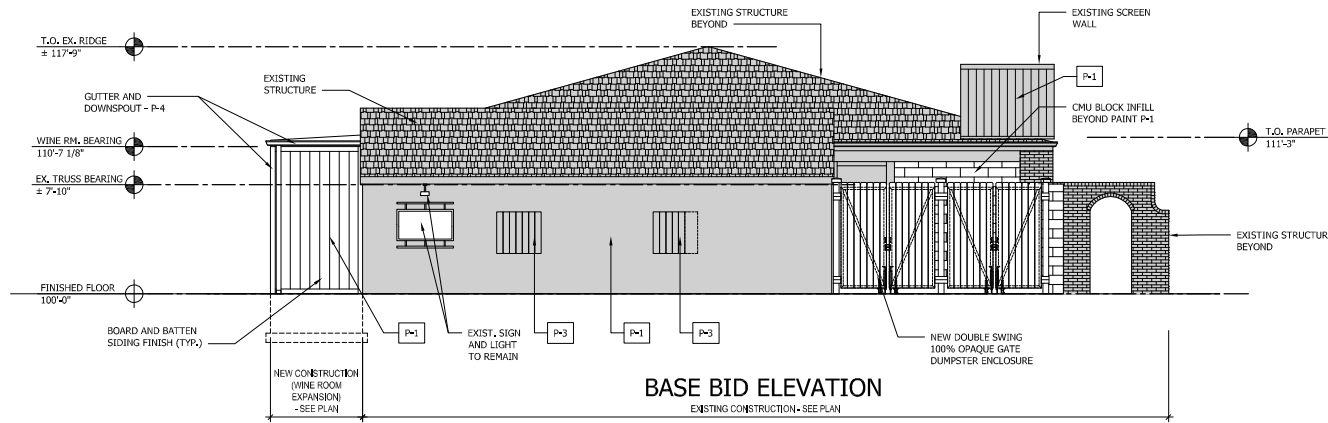 T.O. EX. RIDGE
± 117'-9"
GUTTER AND
DOWNSPOUT - P-4
WINE RM. BEARING
110'-7 1/8"
EX. TRUSS BEARING
± 7'-10"
FINISHED FLOOR
100'-0"
EXISTING
STRUCTURE
EXISTING STRUCTURE
BEYOND
EXISTING SCREEN
WALL
P-1
CMU BLOCK INFILL
BEYOND PAINT P-1
T.O. PARAPET
111'-3"
EXISTING STRUCTUR
BEYOND
BOARD AND BATTEN
SIDING FINISH (TYP.)
P-1
EXIST. SIGN
AND LIGHT
TO REMAIN
P-3
P-1
P-3
NEW DOUBLE SWING
100% OPAQUE GATE
DUMPSTER ENCLOSURE
NEW CONSTRUCTION
(WINE ROOM
EXPANSION)
- SEE PLAN
BASE BID ELEVATION
EXISTING CONSTRUCTION - SEE PLAN